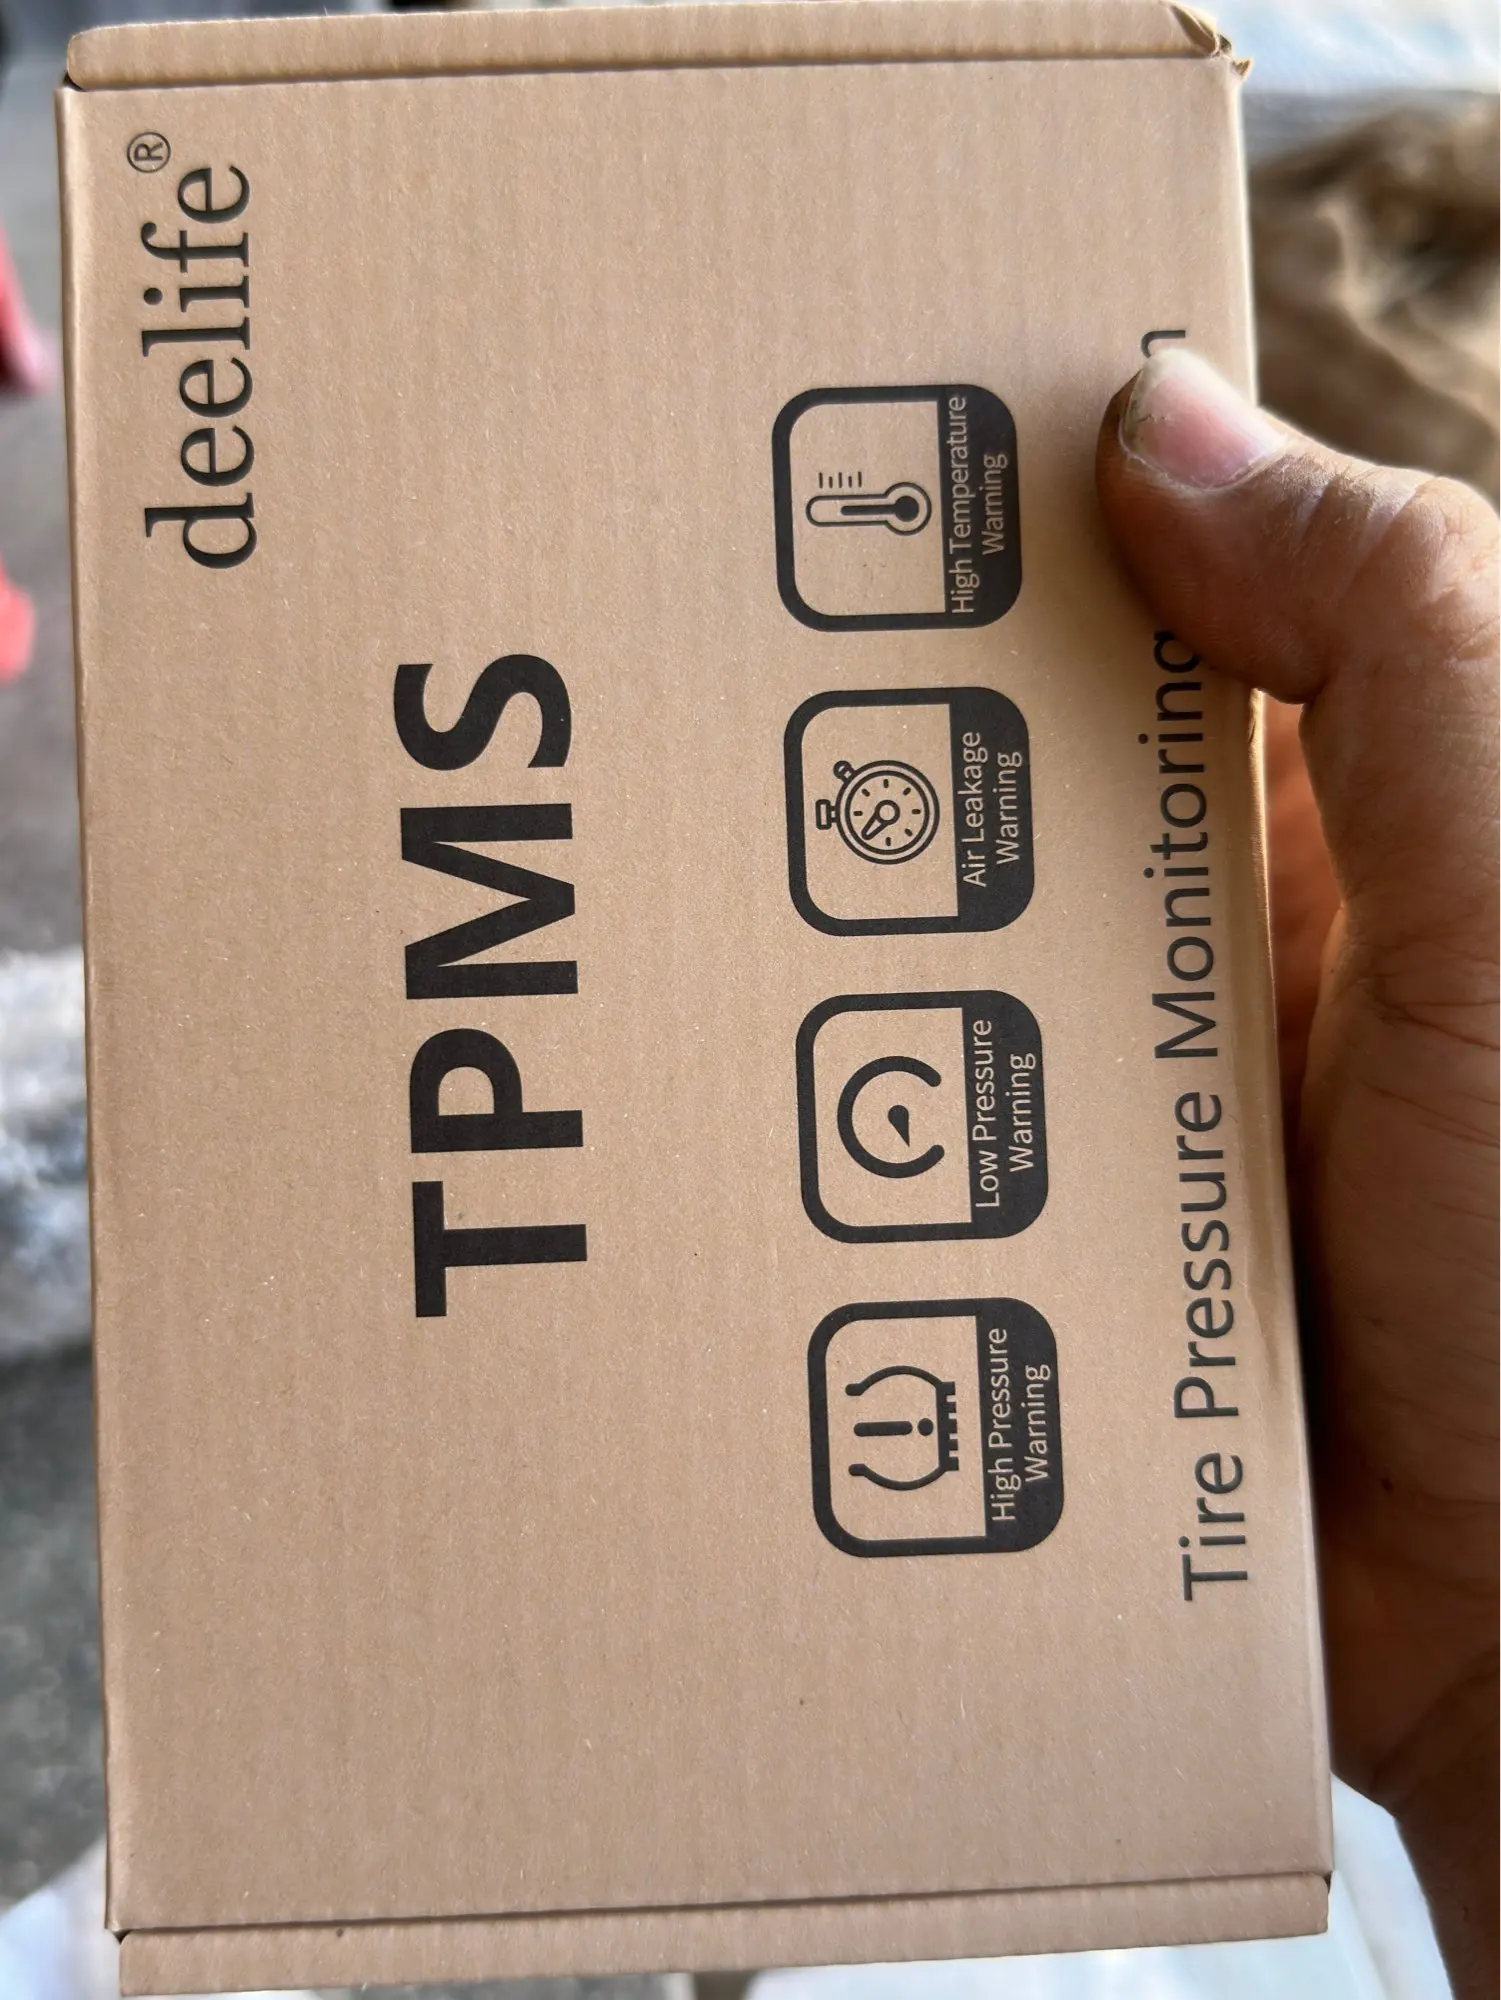 deelife®
TPMS
High Pressure
Warning
Low Pressure
Warning
Air Leakage
Warning
High Temperature
Warning
Tire Pressure Monitoring